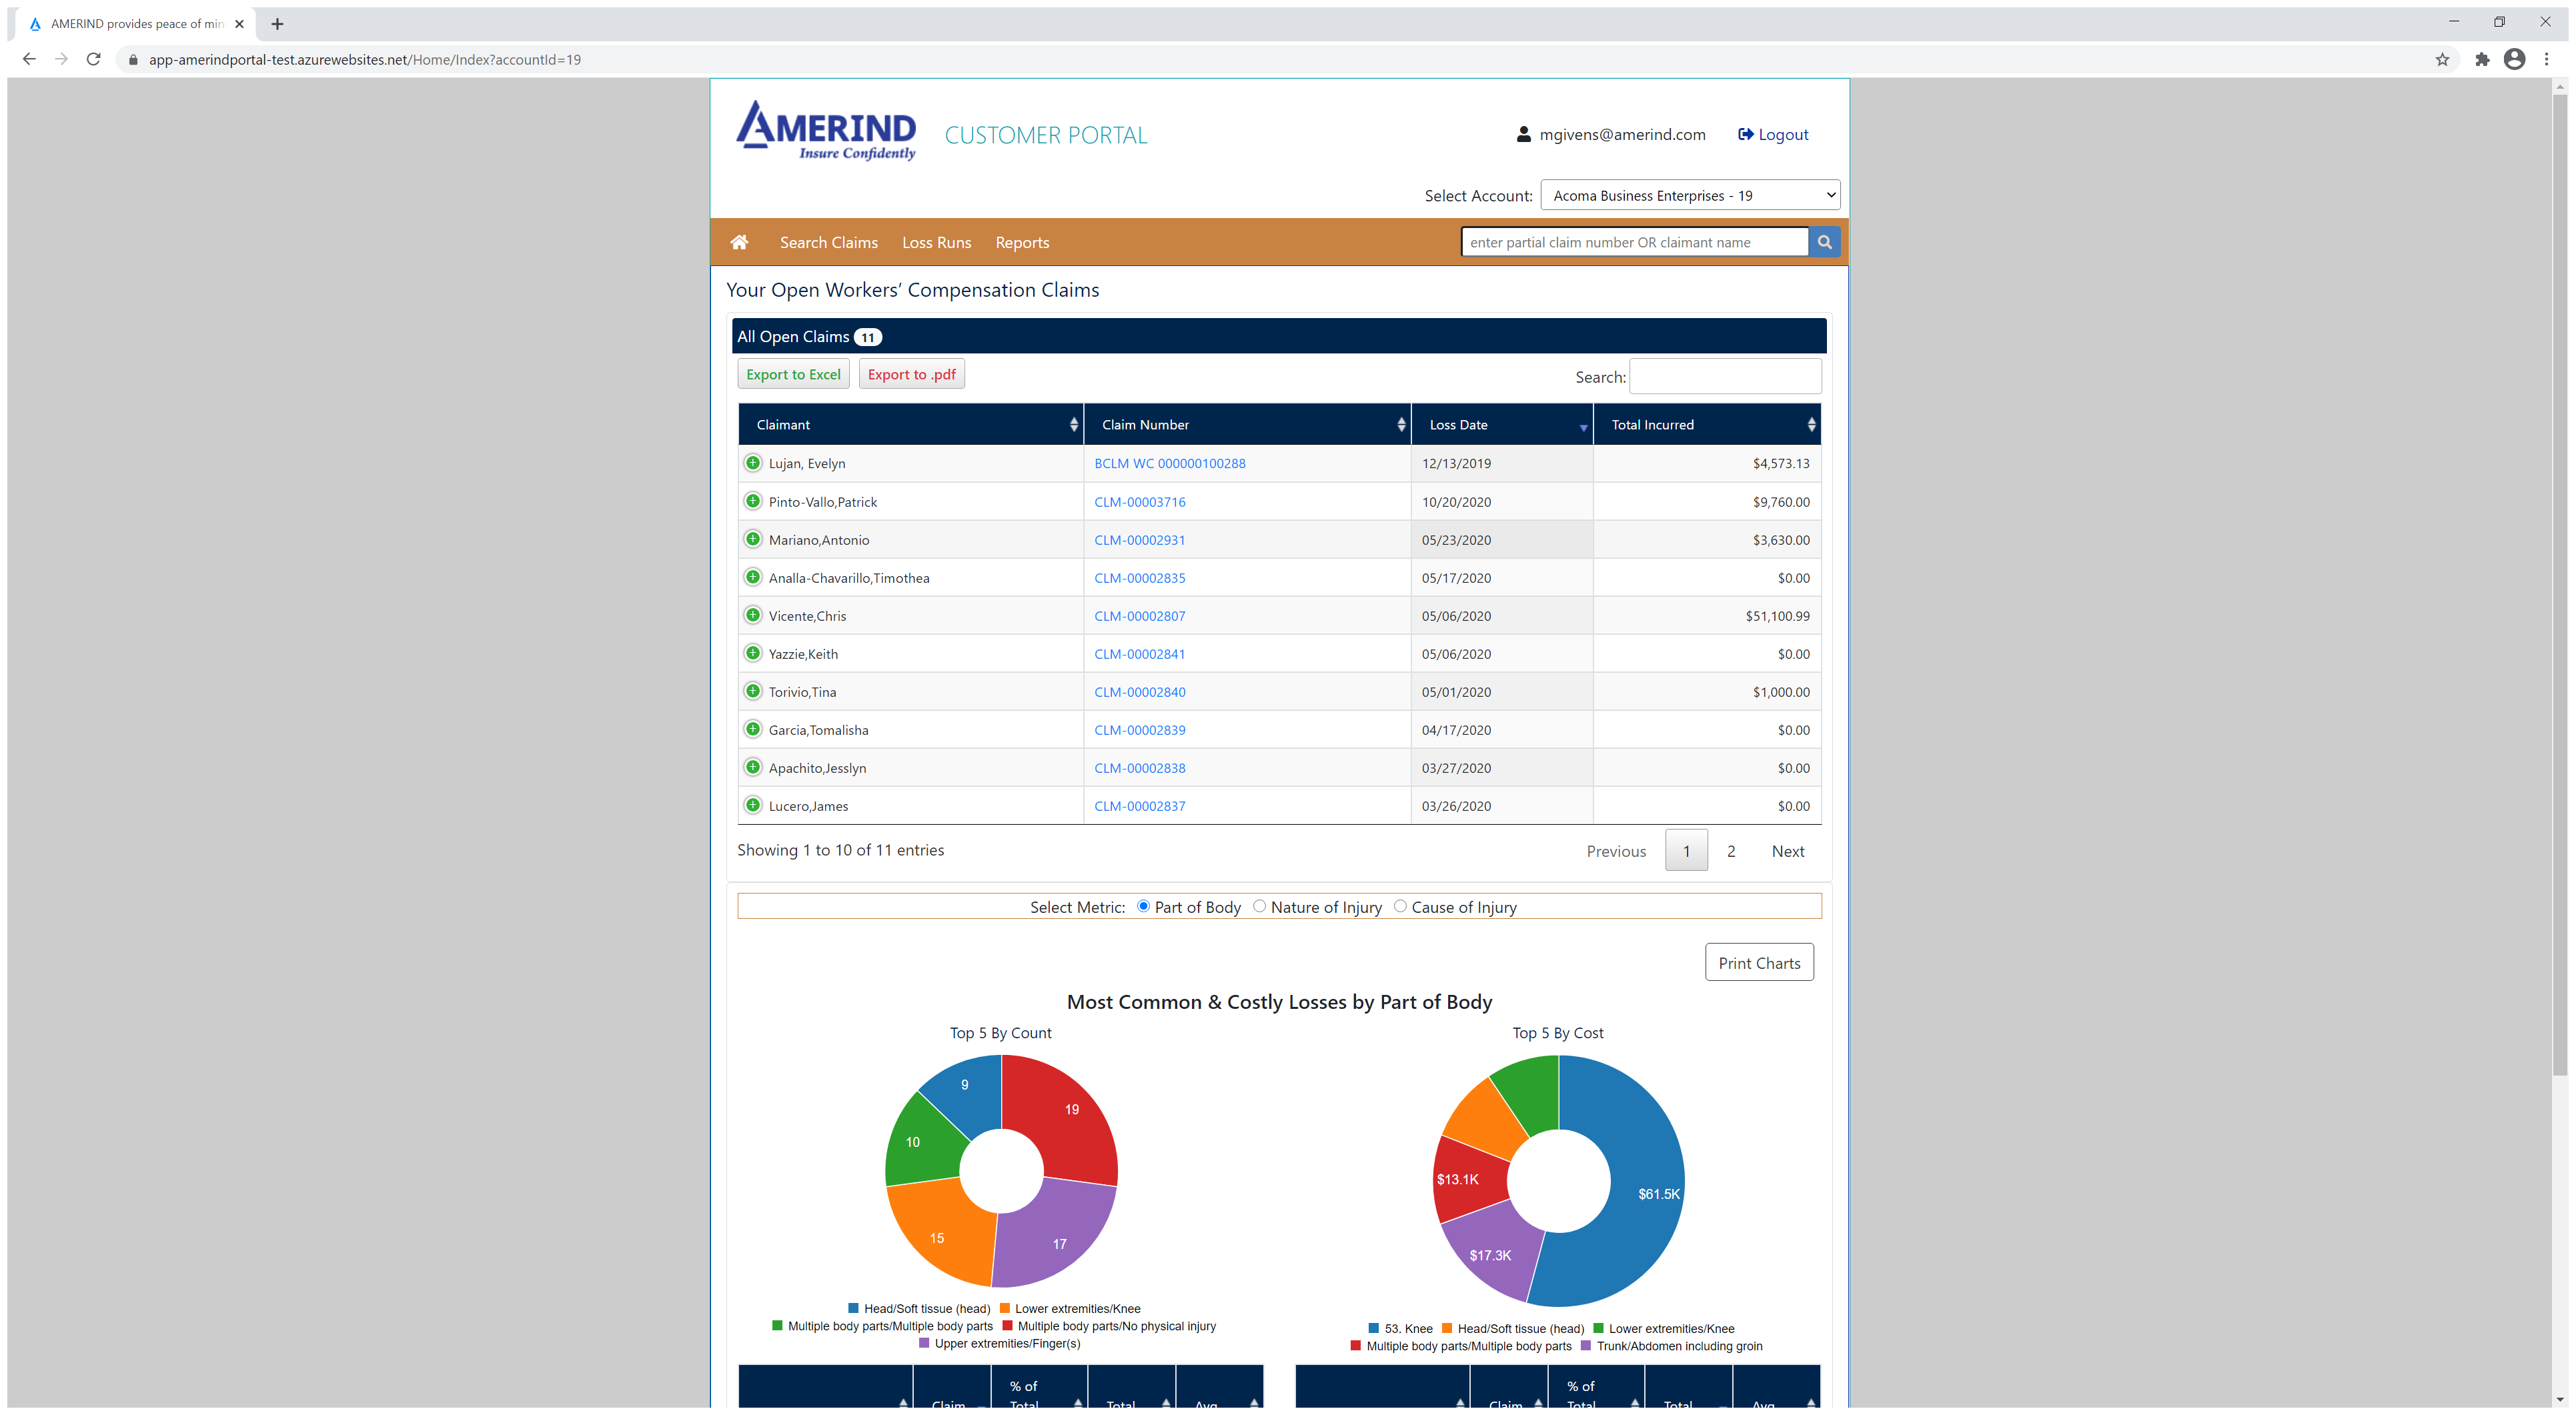 AMERIND provides peace of min
app-amerindportal-test.azurewebsites.net/Home/Index?accountId=19
AMERIND
Insure Confidently
CUSTOMER PORTAL
mgivens@amerind.com
Logout
Select Account: Acoma Business Enterprises - 19
Search Claims Loss Runs Reports enter partial claim number OR claimant name
Your Open Workers’ Compensation Claims
All Open Claims 11
Export to Excel Export to .pdf Search:
Claimant Claim Number Loss Date Total Incurred
Lujan, Evelyn BCLM WC 000000100288 12/13/2019 $4,573.13
Pinto-Vallo,Patrick CLM-00003716 10/20/2020 $9,760.00
Mariano,Antonio CLM-00002931 05/23/2020 $3,630.00
Analla-Chavarillo,Timothea CLM-00002835 05/17/2020 $0.00
Vicente,Chris CLM-00002807 05/06/2020 $51,100.99
Yazzie,Keith CLM-00002841 05/06/2020 $0.00
Torivio,Tina CLM-00002840 05/01/2020 $1,000.00
Garcia,Tomalisha CLM-00002839 04/17/2020 $0.00
Apachito,Jesslyn CLM-00002838 03/27/2020 $0.00
Lucero,James CLM-00002837 03/26/2020 $0.00
Showing 1 to 10 of 11 entries Previous 1 2 Next
Select Metric: Part of Body Nature of Injury Cause of Injury
Print Charts
Most Common & Costly Losses by Part of Body
Top 5 By Count
9
19
10
15
17
Head/Soft tissue (head) Lower extremities/Knee
Multiple body parts/Multiple body parts Multiple body parts/No physical injury
Upper extremities/Finger(s)
Top 5 By Cost
$13.1K
$61.5K
$17.3K
53. Knee Head/Soft tissue (head) Lower extremities/Knee
Multiple body parts/Multiple body parts Trunk/Abdomen including groin
% of
Claim Total Total Avg
% of
Claim Total Total Avg